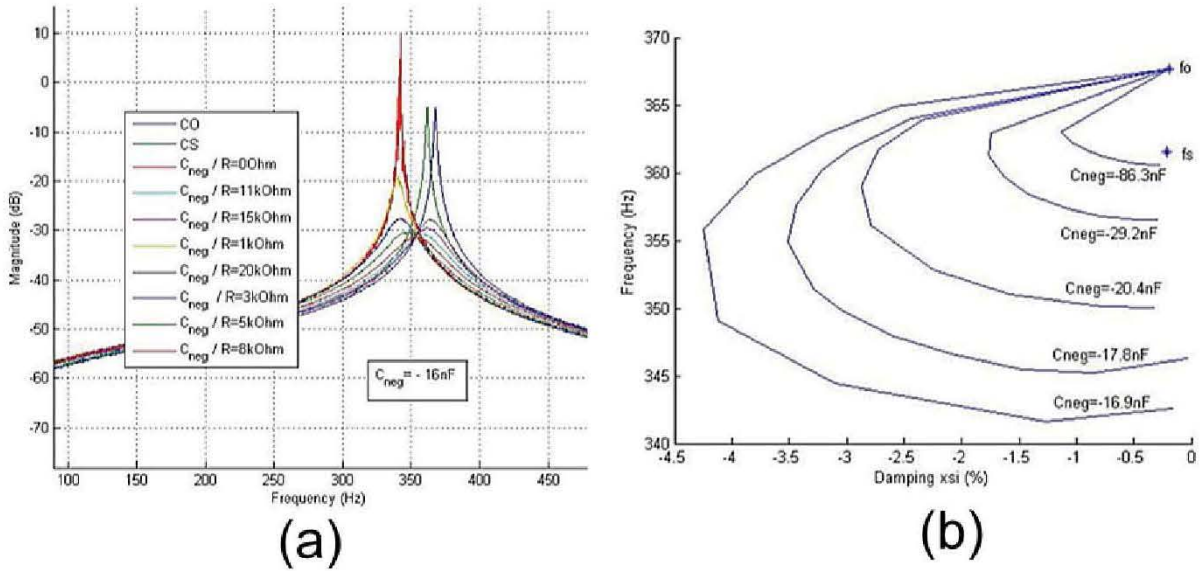 10
0
-10
-20
-30
-40
-50
-60
-70
Magnitude (dB)
100 150 200 250 300 350 400 450
Frequency (Hz)
CO
CS
Cneg / R=0Ohm
Cneg / R=11kOhm
Cneg / R=15kOhm
Cneg / R=1kOhm
Cneg / R=20kOhm
Cneg / R=3kOhm
Cneg / R=5kOhm
Cneg / R=8kOhm
Cneg= - 16nF
(a)
370
365
360
355
350
345
340
Frequency (Hz)
-4.5 -4 -3.5 -3 -2.5 -2 -1.5 -1 -0.5 0
Damping xsi (%)
fo
fs
Cneg=-86.3nF
Cneg=-29.2nF
Cneg=-20.4nF
Cneg=-17.8nF
Cneg=-16.9nF
(b)